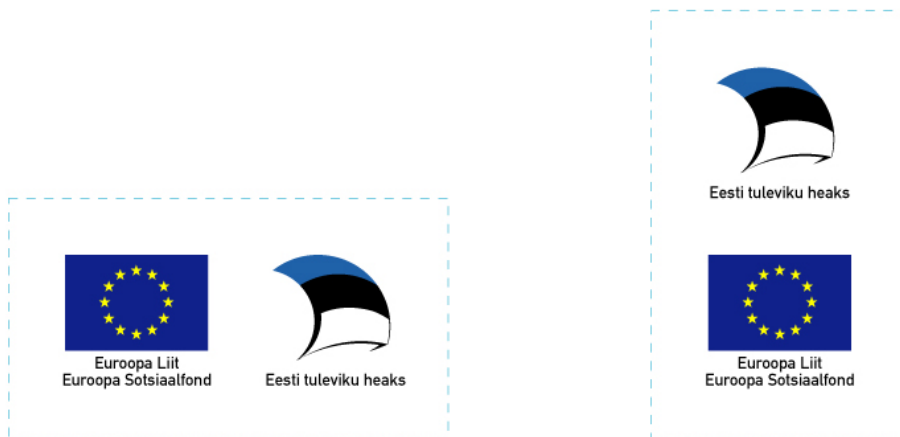 Euroopa Liit
Euroopa Sotsiaalfond
Eesti tuleviku heaks
Eesti tuleviku heaks
Euroopa Liit
Euroopa Sotsiaalfond